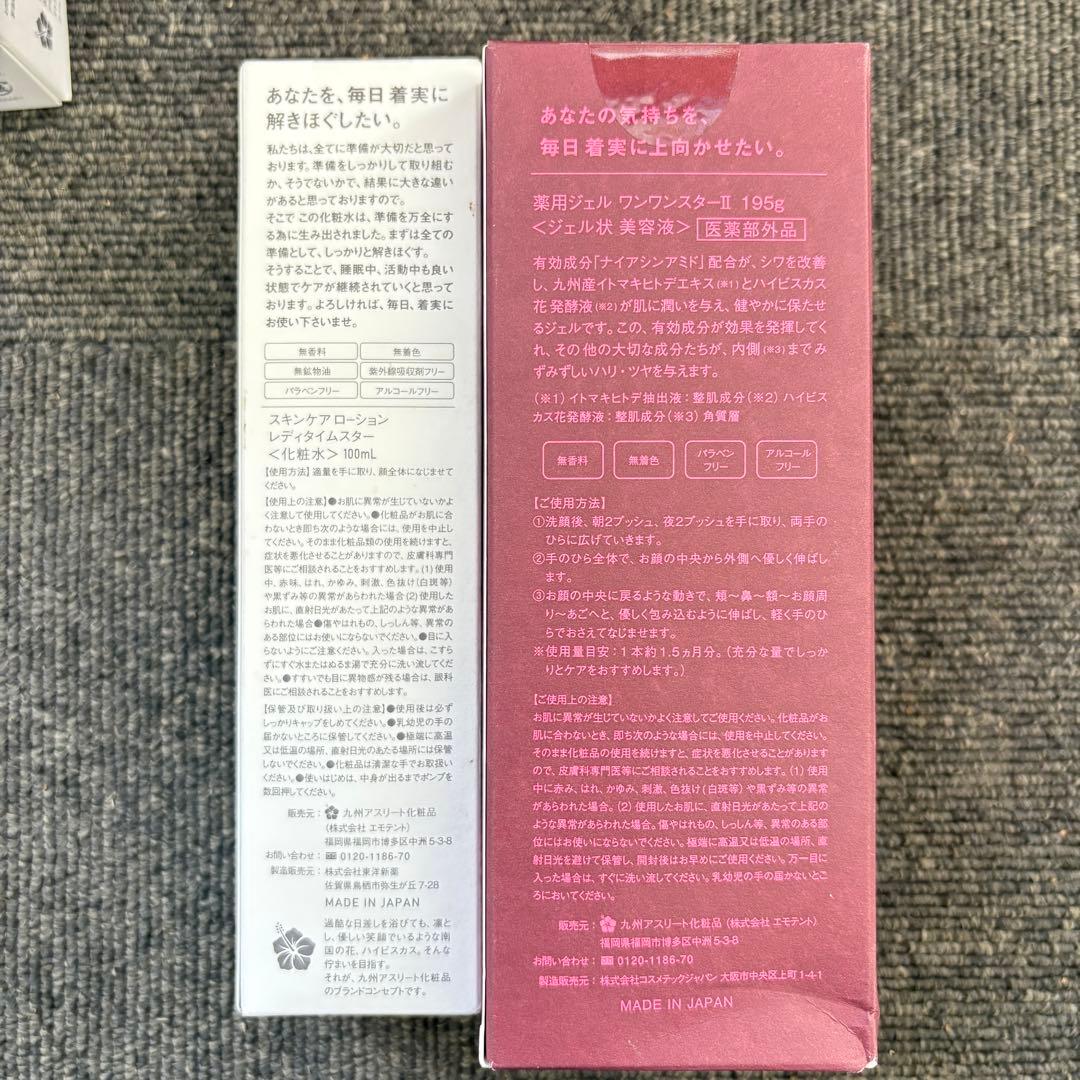 あなたを、毎日 着実に
解きほぐしたい。
私たちは、全てに準備が大切だと思って
おります。準備をしっかりして取り組む
か、そうでないかで、結果に大きな違い
があると思っておりますので。
そこで この化粧水は、準備を万全にす
る為に生み出されました。まずは全ての
準備として、しっかりと解きほぐす。
そうすることで、睡眠中、活動中も良い
状態でケアが継続されていくと思って
おります。よろしければ、毎日、着実に
お使い下さいませ。
無香料 無着色
無鉱物油 紫外線吸収剤フリー
パラベンフリー アルコールフリー
スキンケア ローション
レディタイムスター
＜化粧水＞ 100mL
【使用方法】適量を手に取り、顔全体になじませて
ください。
【使用上の注意】●お肌に異常が生じていないかよ
く注意して使用してください。●化粧品がお肌に合
わないとき即ち次のような場合には、使用を中止し
てください。そのまま化粧品類の使用を続けますと、
症状を悪化させることがありますので、皮膚科専門
医等にご相談されることをおすすめします。(1)使用
中、赤味、はれ、かゆみ、刺激、色抜け(白斑等)
や黒ずみ等の異常があらわれた場合(2)使用した
お肌に、直射日光があたって上記のような異常があ
らわれた場合●傷やはれもの、しっしん等、異常の
ある部位にはお使いにならないでください。●目に入
らないようにご注意ください。入った場合は、こすら
ずにすぐ水またはぬるま湯で充分に洗い流してくだ
さい。●すすいでも目に異物感が残る場合は、眼科
医にご相談されることをおすすめします。
【保管及び取り扱い上の注意】●使用後は必ず
しっかりキャップをしめてください。●乳幼児の手の
届かないところに保管してください。●極端に高温
又は低温の場所、直射日光のあたる場所には保管
しないでください。●化粧品は清潔な手でお取扱い
ください。●使いはじめは、中身が出るまでポンプを
数回押してください。
販売元： 九州アスリート化粧品
(株式会社 エモテント)
福岡県福岡市博多区中洲5-3-8
お問い合わせ： 0120-1186-70
製造販売元： 株式会社東洋新薬
佐賀県鳥栖市弥生が丘 7-28
MADE IN JAPAN
過酷な日差しを浴びても、凛と
し、優しい笑顔でいるような南
国の花、ハイビスカス。そんな
佇まいを目指す。
それが、九州アスリート化粧品
のブランドコンセプトです。
あなたの気持ちを、
毎日 着実に上向かせたい。
薬用ジェル ワンワンスターⅡ 195g
＜ジェル状 美容液＞ 医薬部外品
有効成分「ナイアシンアミド」配合が、シワを改善
し、九州産イトマキヒトデエキス(※1)とハイビスカス
花発酵液(※2)が肌に潤いを与え、健やかに保たせ
るジェルです。この、有効成分が効果を発揮してく
れ、その他の大切な成分たちが、内側(※3)までみ
ずみずしいハリ・ツヤを与えます。
(※1)イトマキヒトデ抽出液：整肌成分(※2)ハイビス
カス花発酵液：整肌成分(※3)角質層
無香料 無着色 パラベン
フリー アルコール
フリー
【ご使用方法】
①洗顔後、朝2プッシュ、夜2プッシュを手に取り、両手の
ひらに広げていきます。
②手のひら全体で、お顔の中央から外側へ優しく伸ばし
ます。
③お顔の中央に戻るような動きで、頬～鼻～額～お顔周
り～あごへと、優しく包み込むように伸ばし、軽く手のひ
らでおさえてなじませます。
※使用量目安：1本約1.5ヵ月分。(充分な量でしっか
りとケアをおすすめします。)
【ご使用上の注意】
お肌に異常が生じていないかよく注意してご使用ください。化粧品がお
肌に合わないとき、即ち次のような場合には、使用を中止してください。
そのまま化粧品の使用を続けますと、症状を悪化させることがあります
ので、皮膚科専門医等にご相談されることをおすすめします。(1)使用
中に赤み、はれ、かゆみ、刺激、色抜け(白斑等)や黒ずみ等の異常
があらわれた場合。(2)使用したお肌に、直射日光があたって上記の
ような異常があらわれた場合。傷やはれもの、しっしん等、異常のある部
位にはお使いにならないでください。極端に高温又は低温の場所、直
射日光を避けて保管し、開封後はお早めにご使用ください。万一目に
入った場合は、すぐに洗い流してください。乳幼児の手の届かないとこ
ろにおいてください。
販売元： 九州アスリート化粧品 (株式会社 エモテント)
福岡県福岡市博多区中洲 5-3-8
お問い合わせ： 0120-1186-70
製造販売元： 株式会社コスメテックジャパン 大阪市中央区上町 1-4-1
MADE IN JAPAN